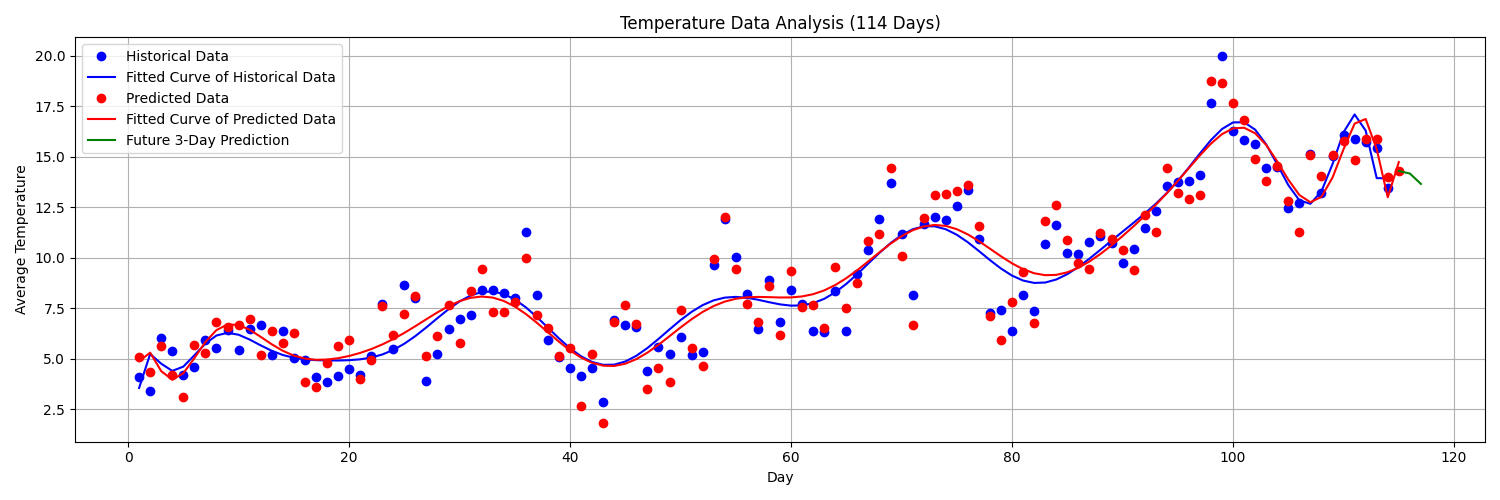 Temperature Data Analysis (114 Days)
Historical Data
Fitted Curve of Historical Data
Predicted Data
Fitted Curve of Predicted Data
Future 3-Day Prediction
Average Temperature
20.0
17.5
15.0
12.5
10.0
7.5
5.0
2.5
0 20 40 60 80 100 120
Day